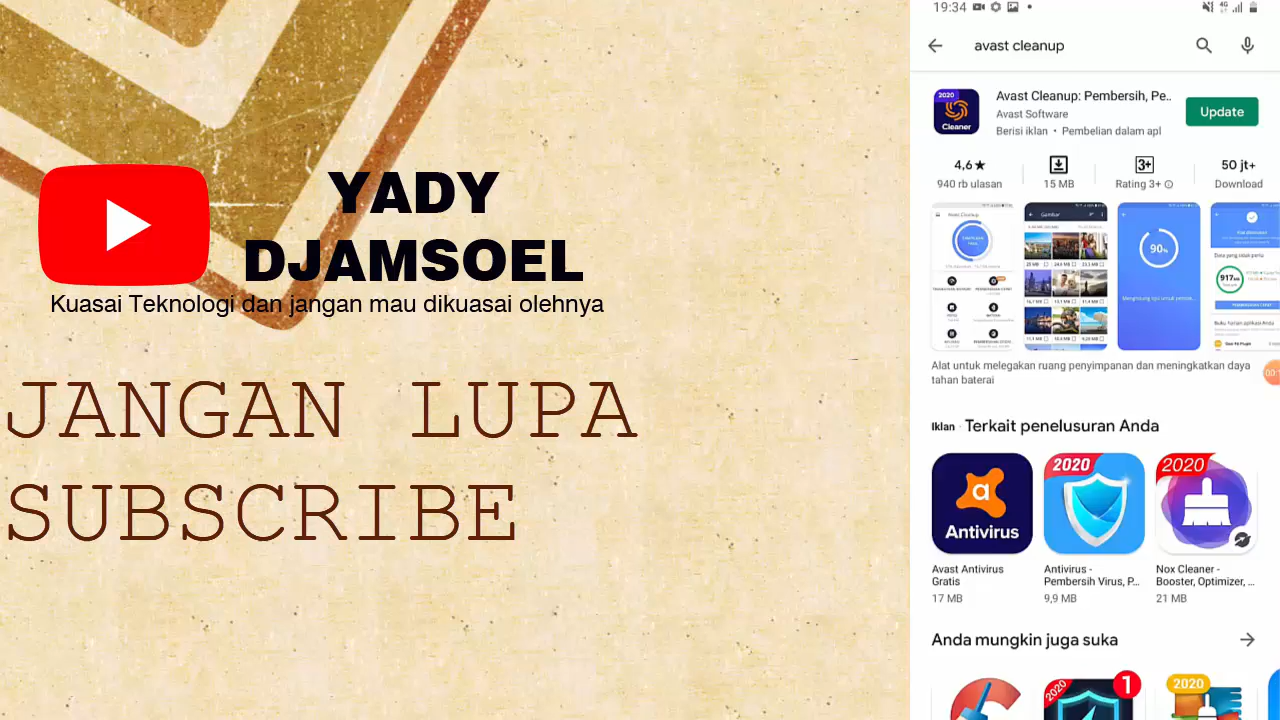 YADY
DJAMSOEL
Kuasai Teknologi dan jangan mau dikuasai olehnya
JANGAN LUPA
SUBSCRIBE
19:34
4G
avast cleanup
2020
Cleaner
Avast Cleanup: Pembersih, Pe..
Avast Software
Berisi iklan • Pembelian dalam apl
Update
4,6★
940 rb ulasan
15 MB
3+
Rating 3+
50 jt+
Download
Avast Cleanup
Gambar
90%
917
Alat untuk melegakan ruang penyimpanan dan meningkatkan daya
tahan baterai
Iklan · Terkait penelusuran Anda
a
Antivirus
2020
2020
Avast Antivirus
Gratis
17 MB
Antivirus -
Pembersih Virus, P...
9,9 MB
Nox Cleaner -
Booster, Optimizer, ...
21 MB
Anda mungkin juga suka
2020
1
2020